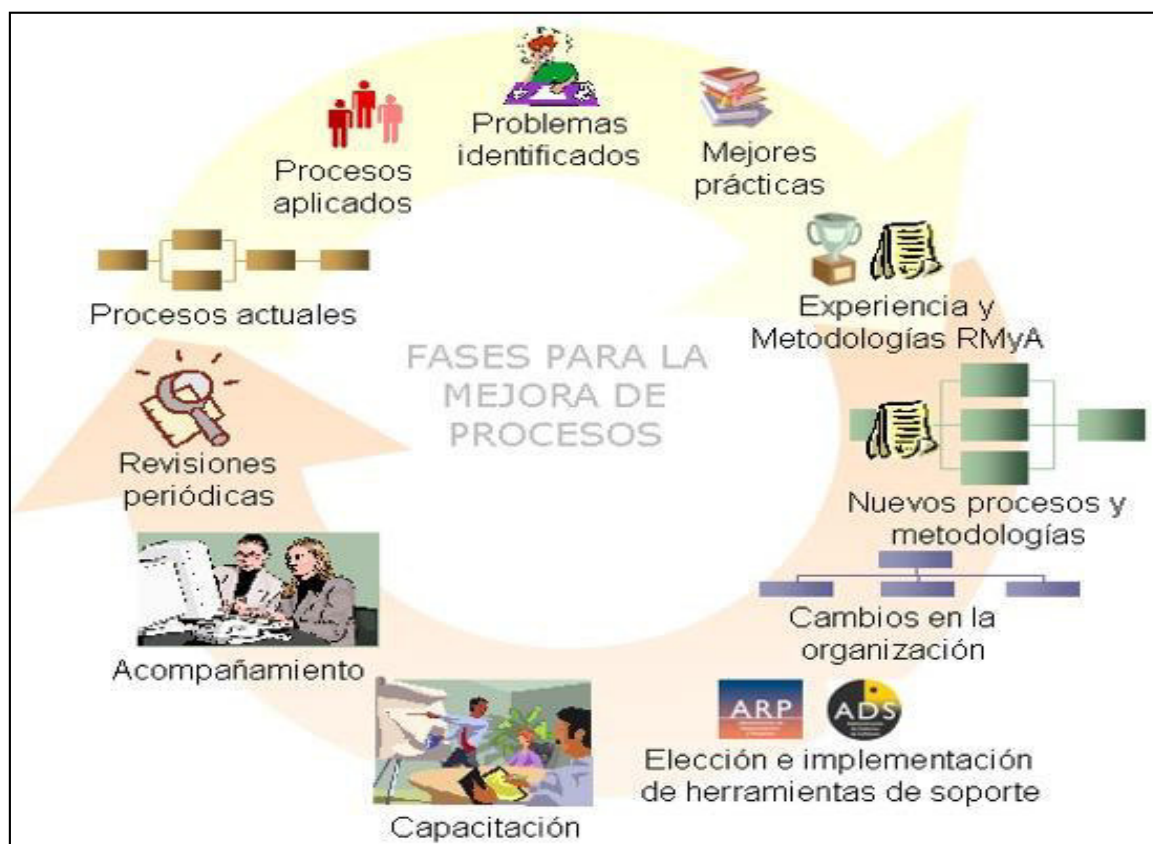 Problemas
identificados
Mejores
prácticas
Procesos
aplicados
Procesos actuales
Experiencia y
Metodologías RMyA
FASES PARA LA
MEJORA DE
PROCESOS
Revisiones
periódicas
Nuevos procesos y
metodologías
Cambios en la
organización
Acompañamiento
ARP
ADS
Elección e implementación
de herramientas de soporte
Capacitación